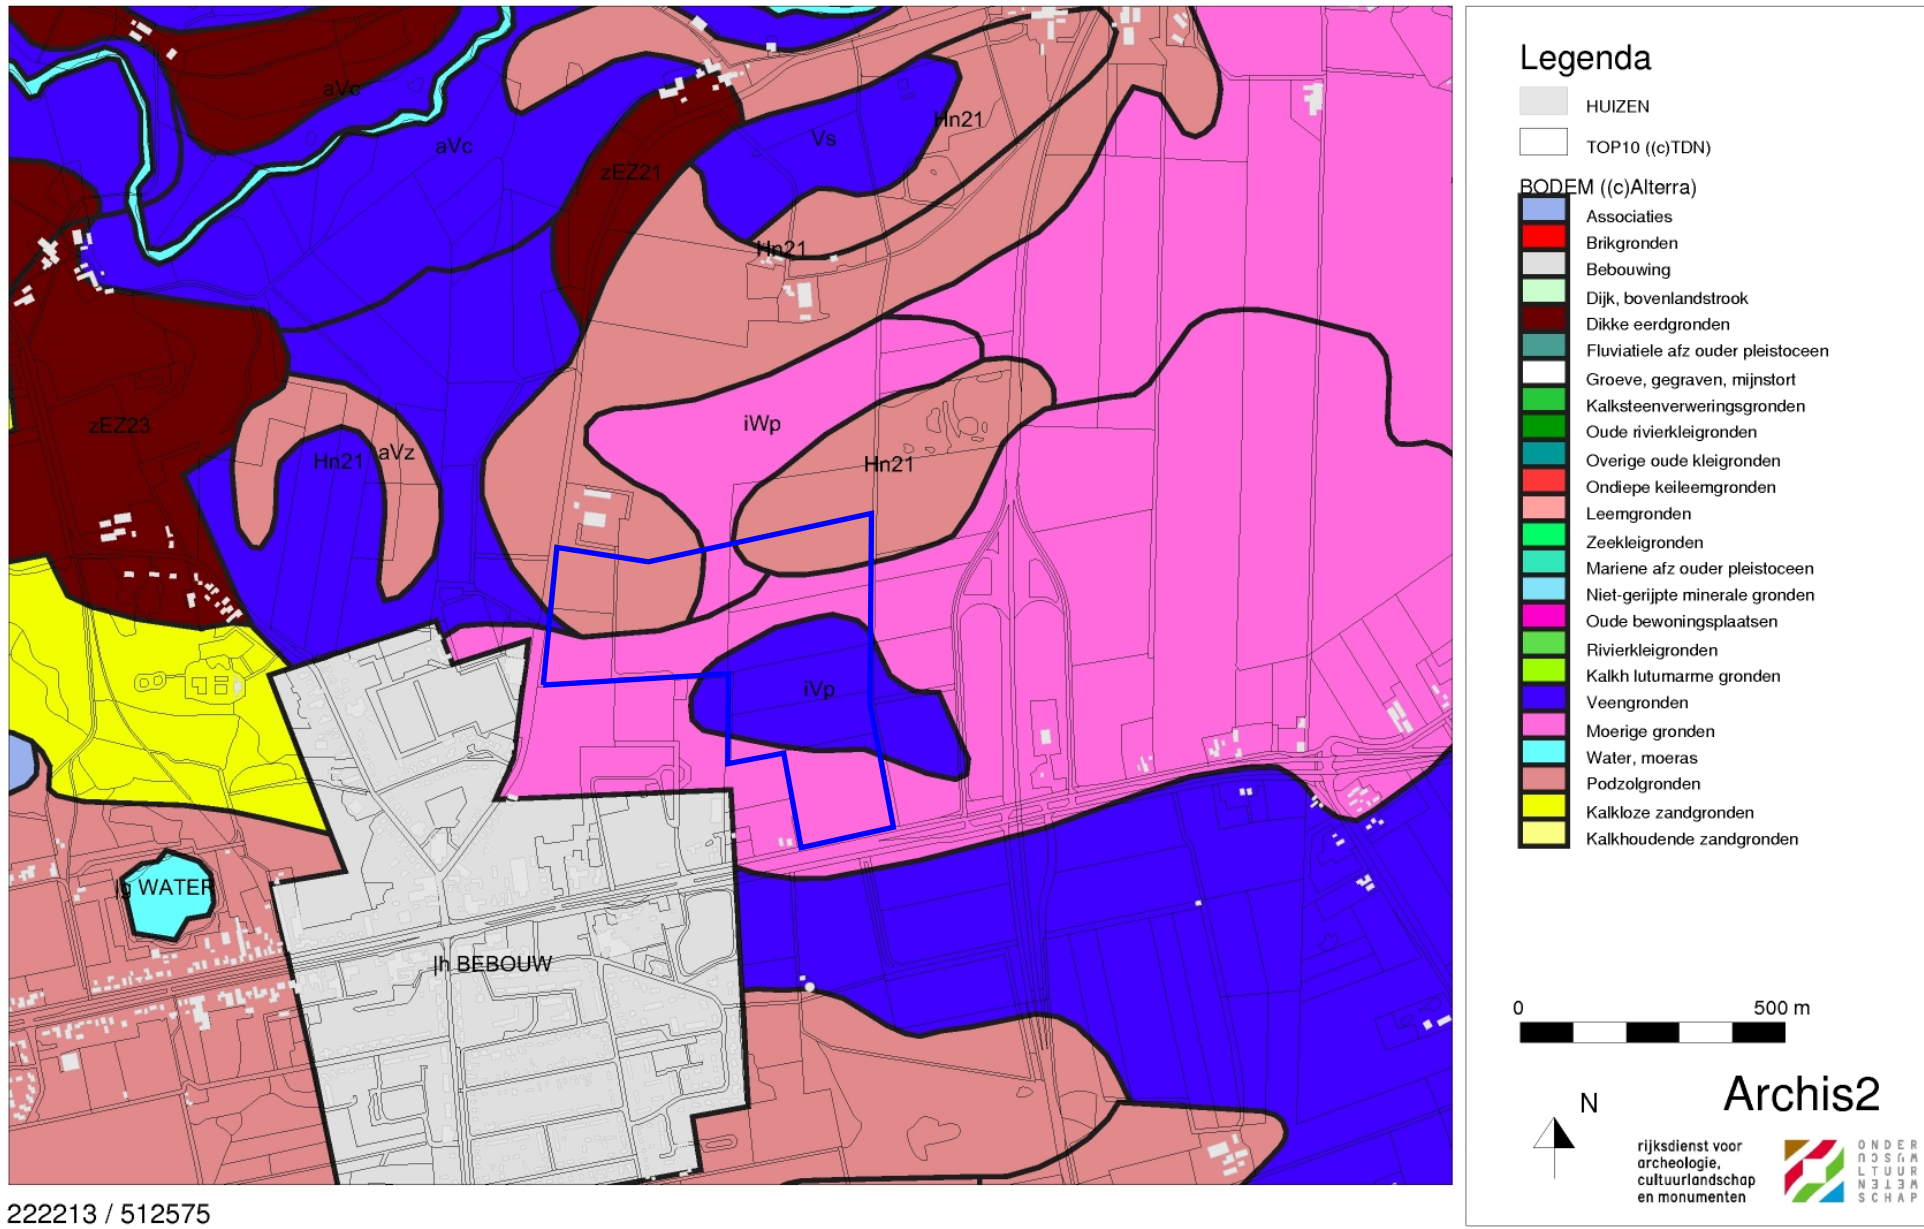 aVc
aVc
Vs
Hn21
zEZ21
Hn21
zEZ23
Hn21
aVz
iWp
Hn21
iVp
|g WATER
|h BEBOUW
222213 / 512575
Legenda
HUIZEN
TOP10 ((c)TDN)
BODEM ((c)Alterra)
Associaties
Brikgronden
Bebouwing
Dijk, bovenlandstrook
Dikke eerdgronden
Fluviatiele afz ouder pleistoceen
Groeve, gegraven, mijnstort
Kalksteenverweringsgronden
Oude rivierkleigronden
Overige oude kleigronden
Ondiepe keileemgronden
Leemgronden
Zeekleigronden
Mariene afz ouder pleistoceen
Niet-gerijpte minerale gronden
Oude bewoningsplaatsen
Rivierkleigronden
Kalkh lutumarme gronden
Veengronden
Moerige gronden
Water, moeras
Podzolgronden
Kalkloze zandgronden
Kalkhoudende zandgronden
0 500 m
N
Archis2
rijksdienst voor
archeologie,
cultuurlandschap
en monumenten